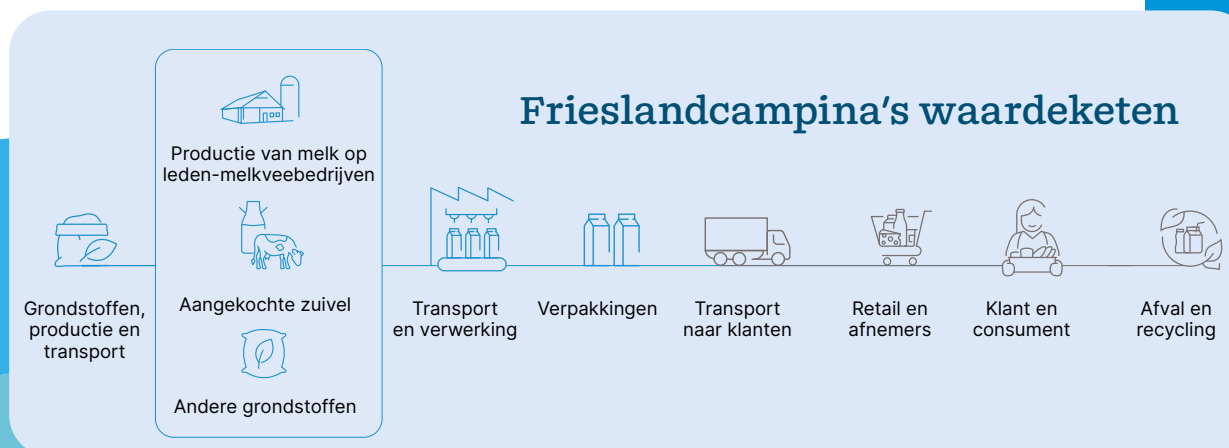 Frieslandcampina's waardeketen
Grondstoffen,
productie en
transport
Productie van melk op
leden-melkveebedrijven
Aangekochte zuivel
Andere grondstoffen
Transport
en verwerking
Verpakkingen
Transport
naar klanten
Retail en
afnemers
Klant en
consument
Afval en
recycling